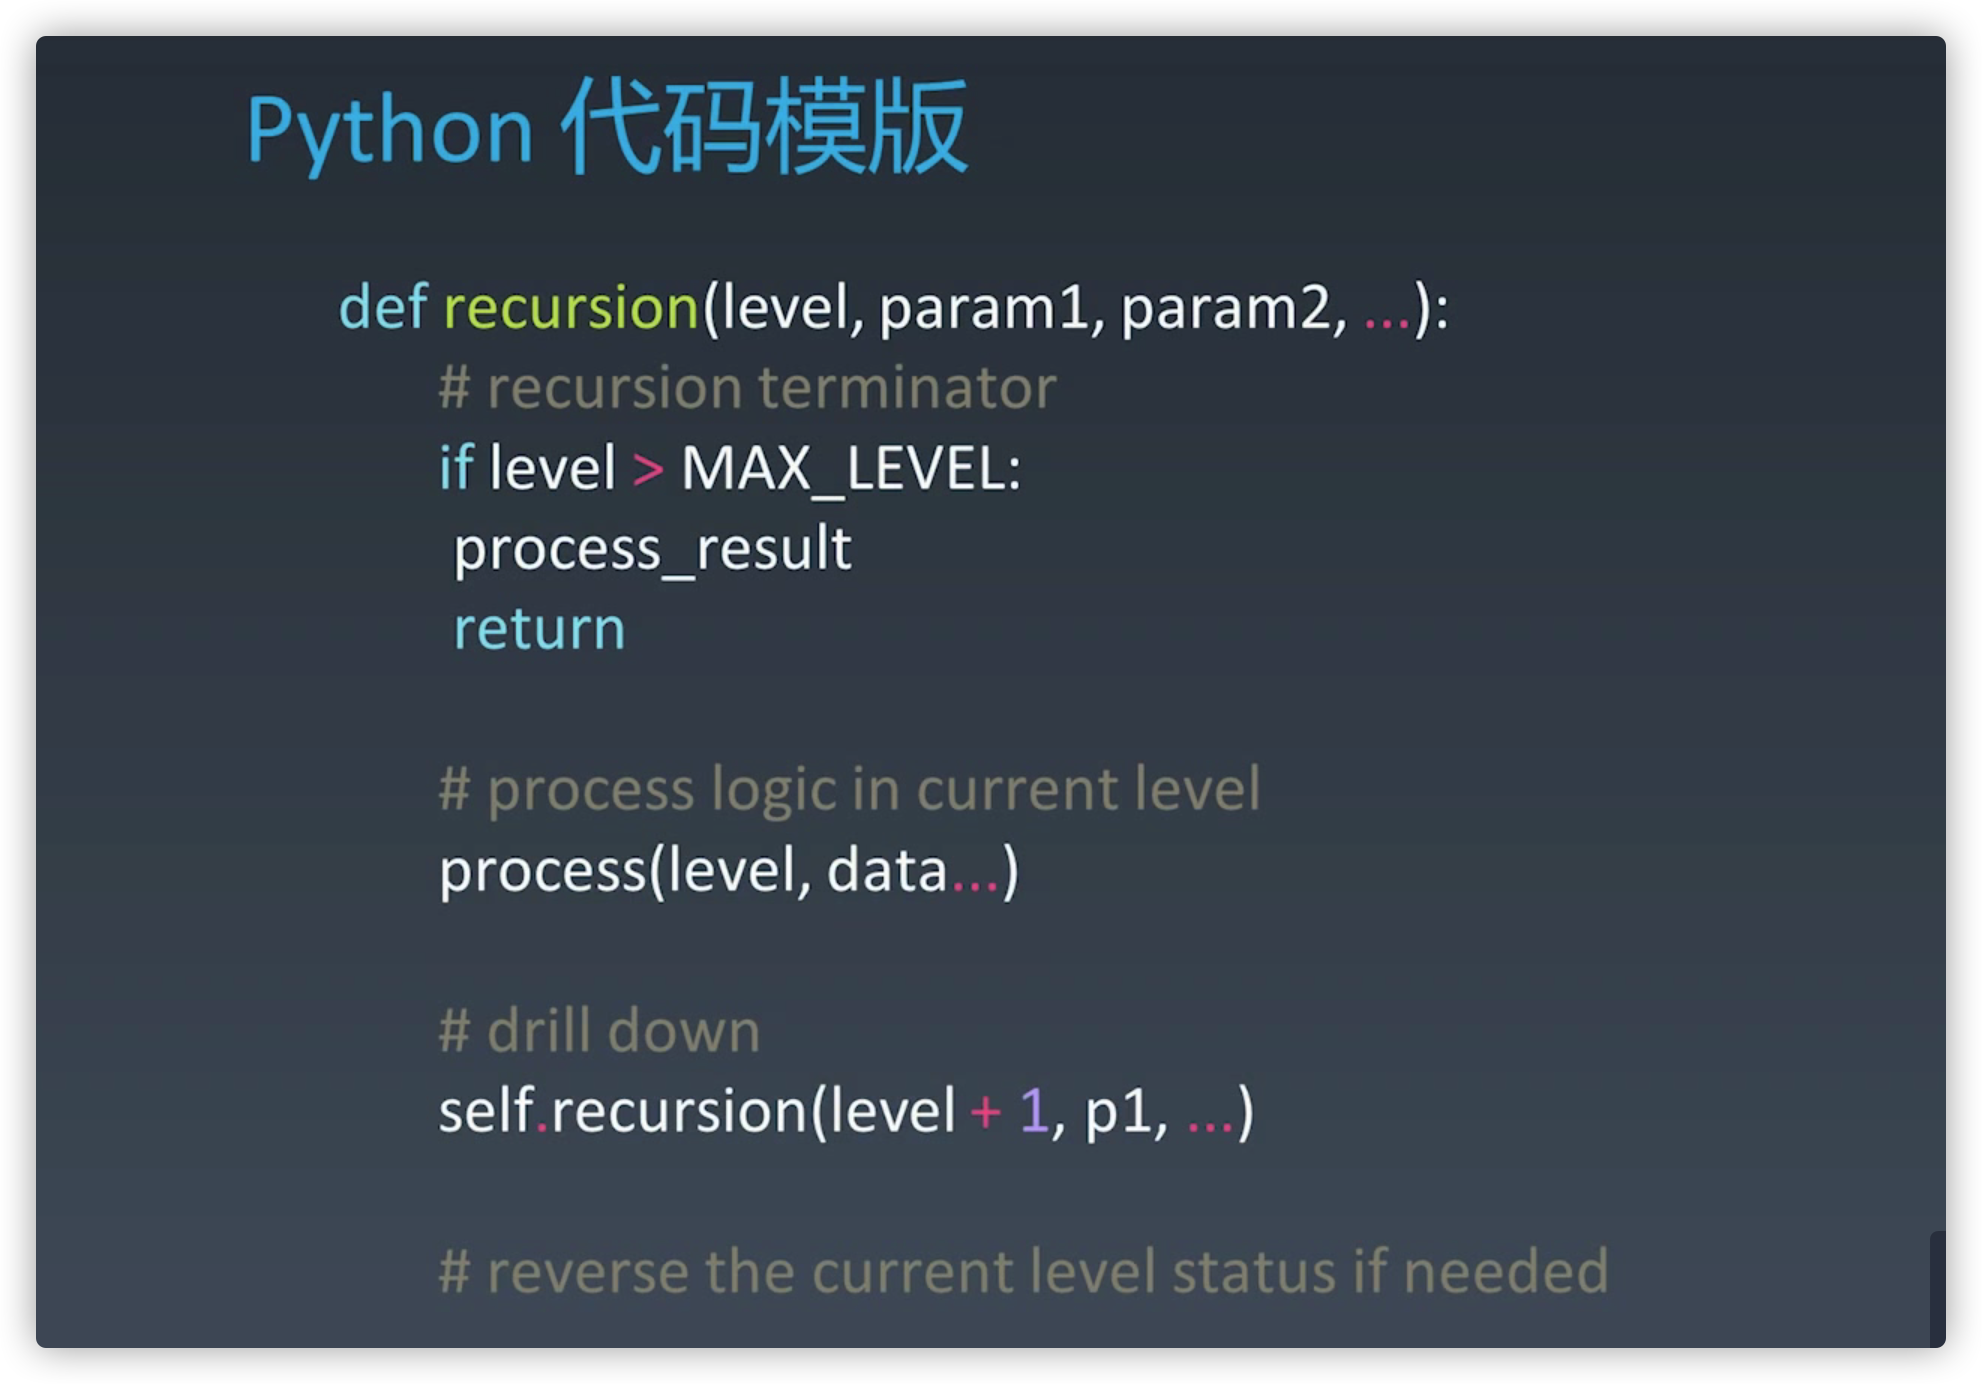 Python 代码模版
def recursion(level, param1, param2, ...):
# recursion terminator
if level > MAX_LEVEL:
process_result
return
# process logic in current level
process(level, data...)
# drill down
self.recursion(level + 1, p1, ...)
# reverse the current level status if needed